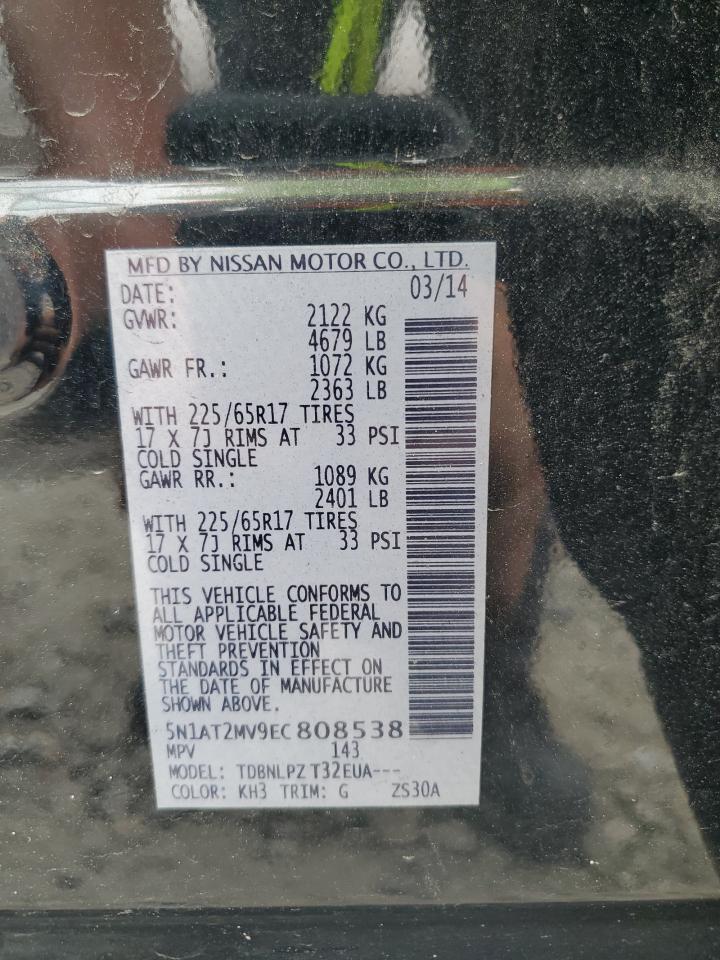 MFD BY NISSAN MOTOR CO., LTD.
DATE: 03/14
GVWR: 2122 KG
4679 LB
GAWR FR.: 1072 KG
2363 LB
WITH 225/65R17 TIRES
17 X 7J RIMS AT 33 PSI
COLD SINGLE
GAWR RR.: 1089 KG
2401 LB
WITH 225/65R17 TIRES
17 X 7J RIMS AT 33 PSI
COLD SINGLE
THIS VEHICLE CONFORMS TO
ALL APPLICABLE FEDERAL
MOTOR VEHICLE SAFETY AND
THEFT PREVENTION
STANDARDS IN EFFECT ON
THE DATE OF MANUFACTURE
SHOWN ABOVE.
5N1AT2MV9EC808538
MPV 143
MODEL: TDBNLPZ T32EUA---
COLOR: KH3 TRIM: G ZS30A